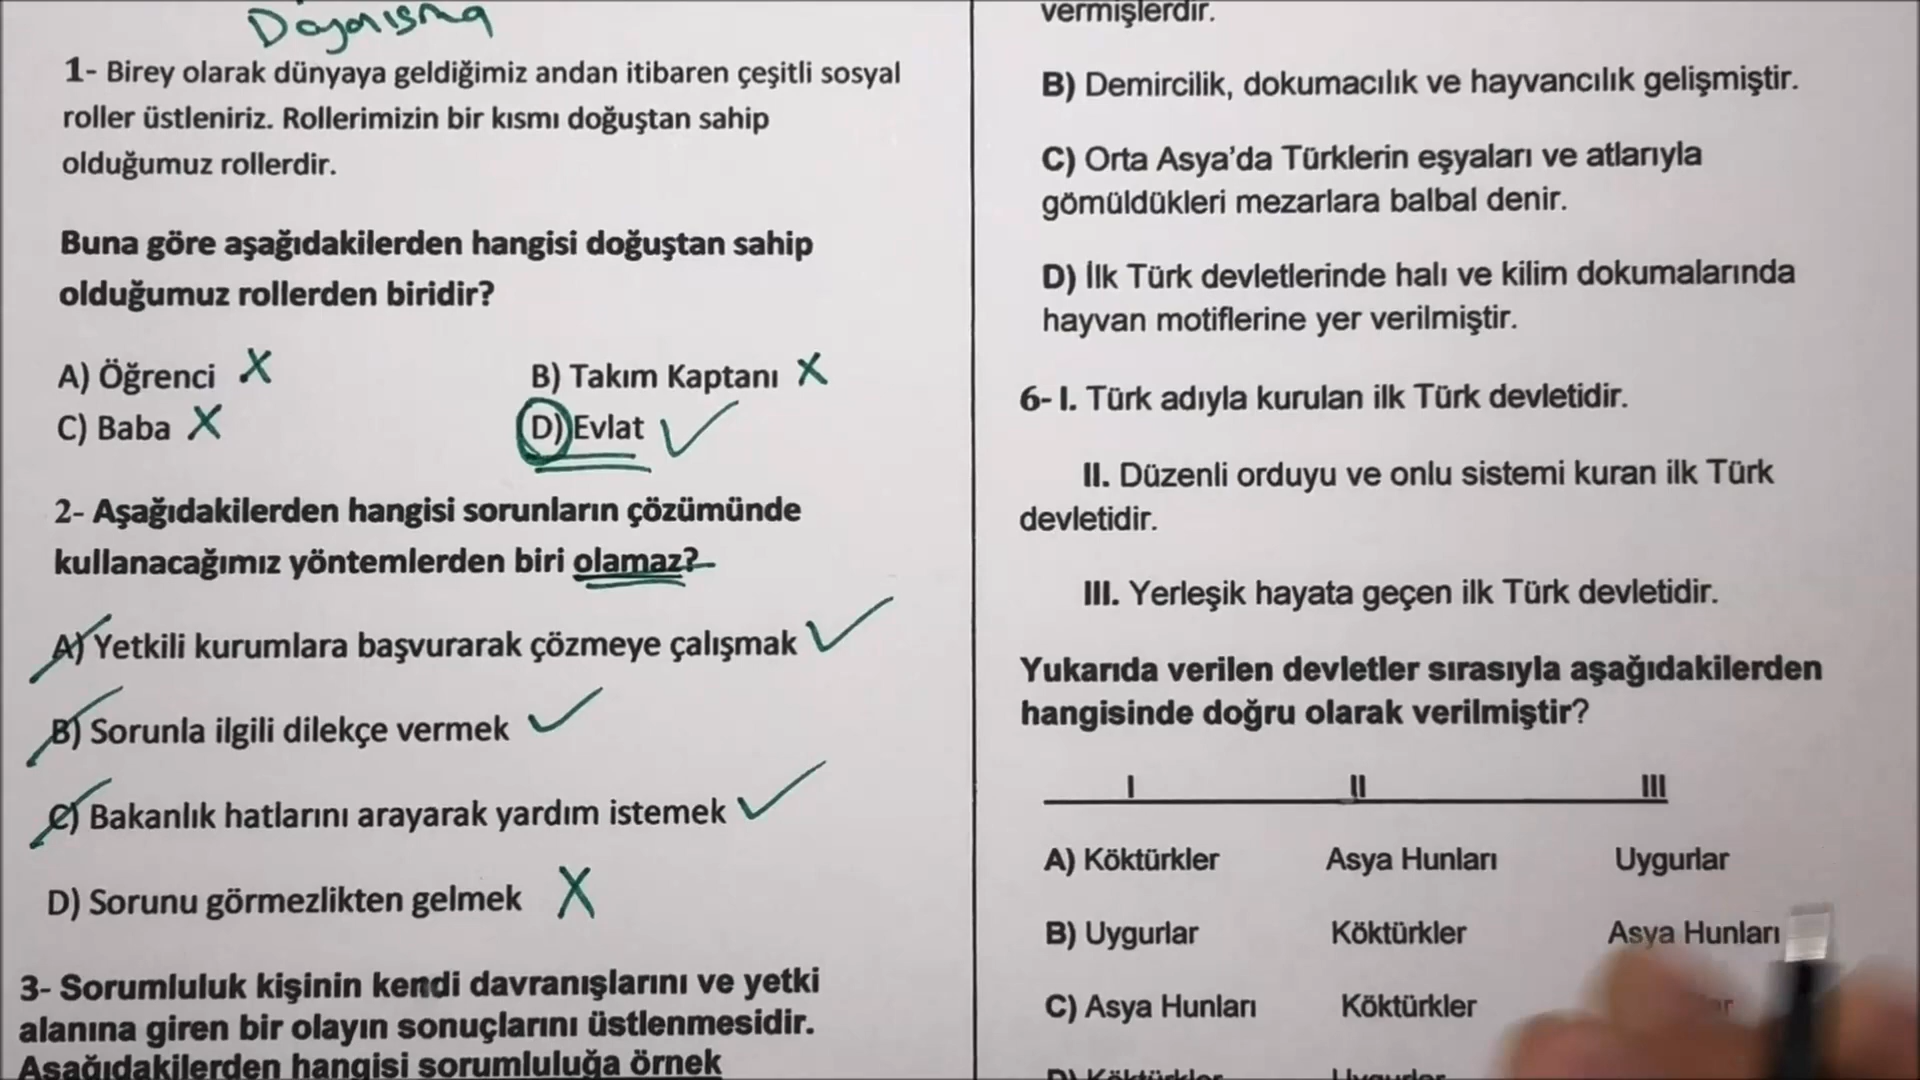 Dayanışma
1- Birey olarak dünyaya geldiğimiz andan itibaren çeşitli sosyal
roller üstleniriz. Rollerimizin bir kısmı doğuştan sahip
olduğumuz rollerdir.
Buna göre aşağıdakilerden hangisi doğuştan sahip
olduğumuz rollerden biridir?
A) Öğrenci X
B) Takım Kaptanı X
C) Baba X
D) Evlat
2- Aşağıdakilerden hangisi sorunların çözümünde
kullanacağımız yöntemlerden biri olamaz?
A) Yetkili kurumlara başvurarak çözmeye çalışmak
B) Sorunla ilgili dilekçe vermek
C) Bakanlık hatlarını arayarak yardım istemek
D) Sorunu görmezlikten gelmek X
3- Sorumluluk kişinin kendi davranışlarını ve yetki
alanına giren bir olayın sonuçlarını üstlenmesidir.
Aşağıdakilerden hangisi sorumluluğa örnek
vermişlerdir.
B) Demircilik, dokumacılık ve hayvancılık gelişmiştir.
C) Orta Asya’da Türklerin eşyaları ve atlarıyla
gömüldükleri mezarlara balbal denir.
D) İlk Türk devletlerinde halı ve kilim dokumalarında
hayvan motiflerine yer verilmiştir.
6- I. Türk adıyla kurulan ilk Türk devletidir.
II. Düzenli orduyu ve onlu sistemi kuran ilk Türk
devletidir.
III. Yerleşik hayata geçen ilk Türk devletidir.
Yukarıda verilen devletler sırasıyla aşağıdakilerden
hangisinde doğru olarak verilmiştir?
I II III
A) Köktürkler Asya Hunları Uygurlar
B) Uygurlar Köktürkler Asya Hunları
C) Asya Hunları Köktürkler
D) Köktürkler Uygurlar